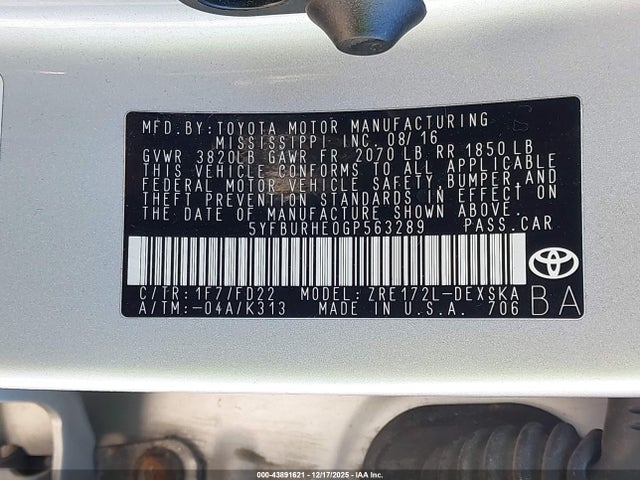 MFD.BY:TOYOTA MOTOR MANUFACTURING
MISSISSIPPI INC. 08/16
GVWR 3820LB GAWR FR 2070 LB RR 1850 LB
THIS VEHICLE CONFORMS TO ALL APPLICABLE
FEDERAL MOTOR VEHICLE SAFETY,BUMPER,AND
THEFT PREVENTION STANDARDS IN EFFECT ON
THE DATE OF MANUFACTURE SHOWN ABOVE.
5YFBURHE0GP563289 PASS.CAR
C/TR: 1F7/FD22 MODEL: ZRE172L-DEXSKA
A/TM:-04A/K313 MADE IN U.S.A. 706
BA
000-43891621 - 12/17/2025 - IAA Inc.